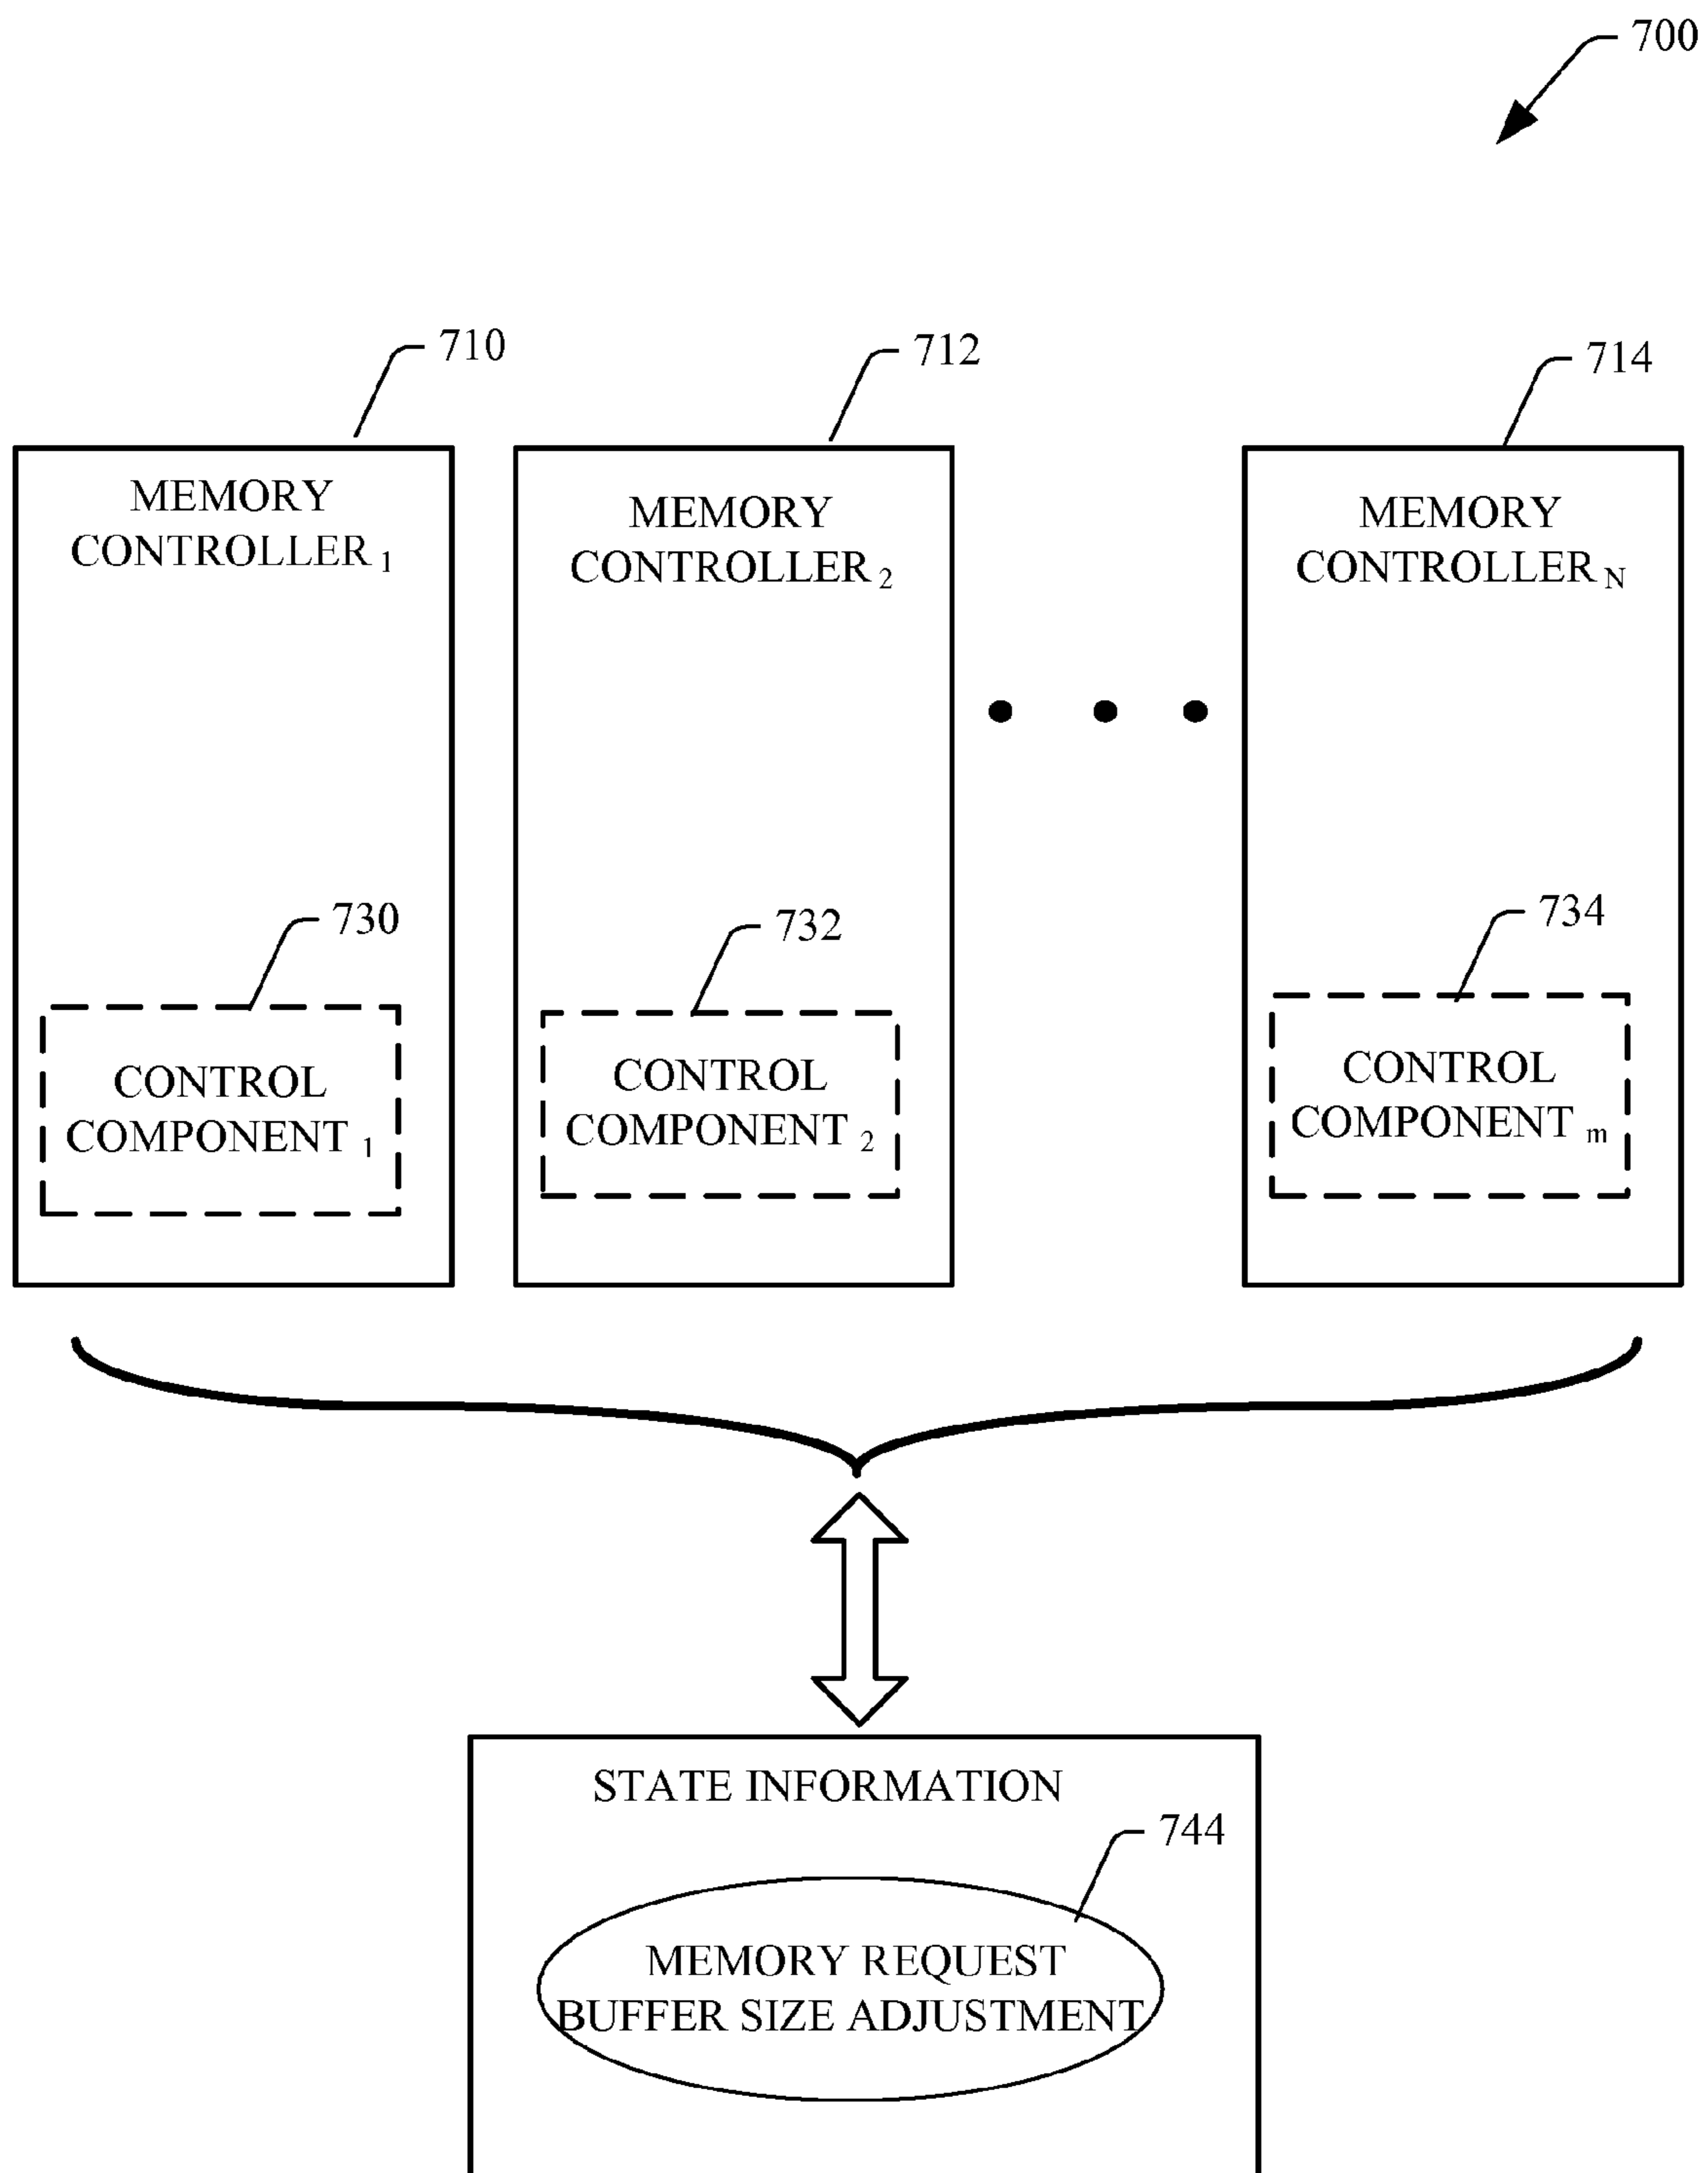 700
710
712
714
MEMORY
CONTROLLER 1
MEMORY
CONTROLLER 2
MEMORY
CONTROLLER N
730
732
734
CONTROL
COMPONENT 1
CONTROL
COMPONENT 2
CONTROL
COMPONENT m
STATE INFORMATION
744
MEMORY REQUEST
BUFFER SIZE ADJUSTMENT